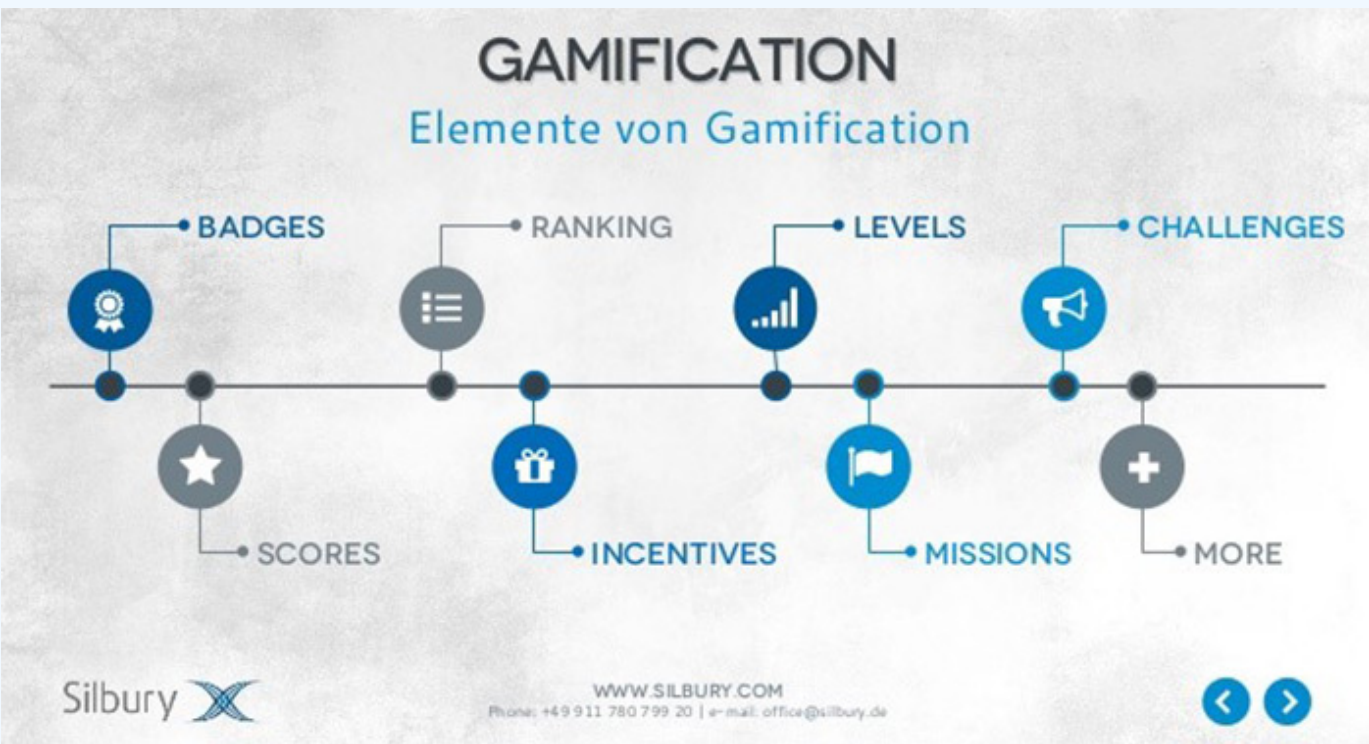 GAMIFICATION
Elemente von Gamification
BADGES
RANKING
LEVELS
CHALLENGES
SCORES
INCENTIVES
MISSIONS
MORE
Silbury
WWW.SILBURY.COM
Phone: +49 911 780 799 20 | e-mail: office@silbury.de